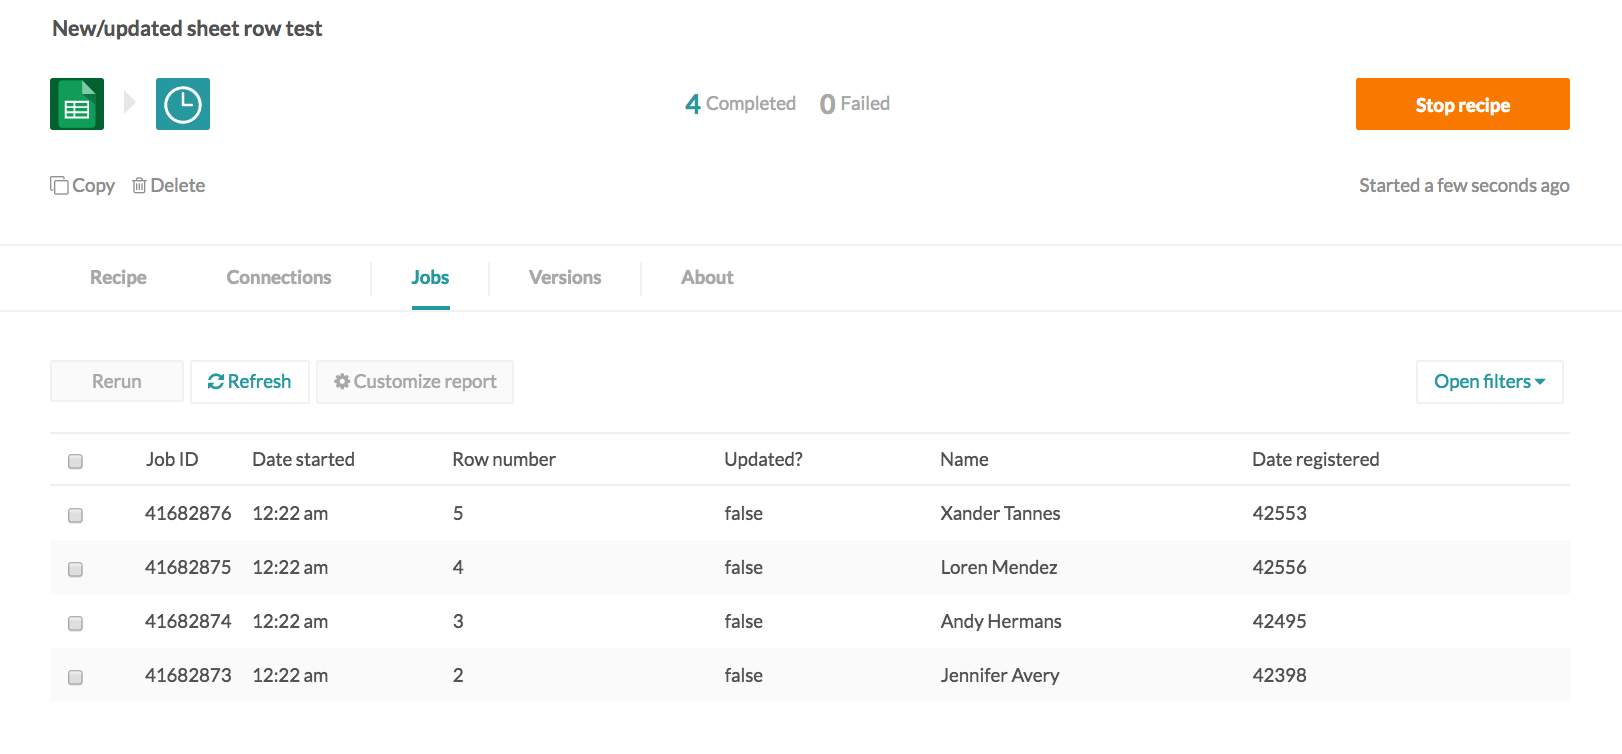 New/updated sheet row test
4 Completed 0 Failed
Stop recipe
Copy Delete
Started a few seconds ago
Recipe Connections Jobs Versions About
Rerun Refresh Customize report Open filters
Job ID Date started Row number Updated? Name Date registered
41682876 12:22 am 5 false Xander Tannes 42553
41682875 12:22 am 4 false Loren Mendez 42556
41682874 12:22 am 3 false Andy Hermans 42495
41682873 12:22 am 2 false Jennifer Avery 42398